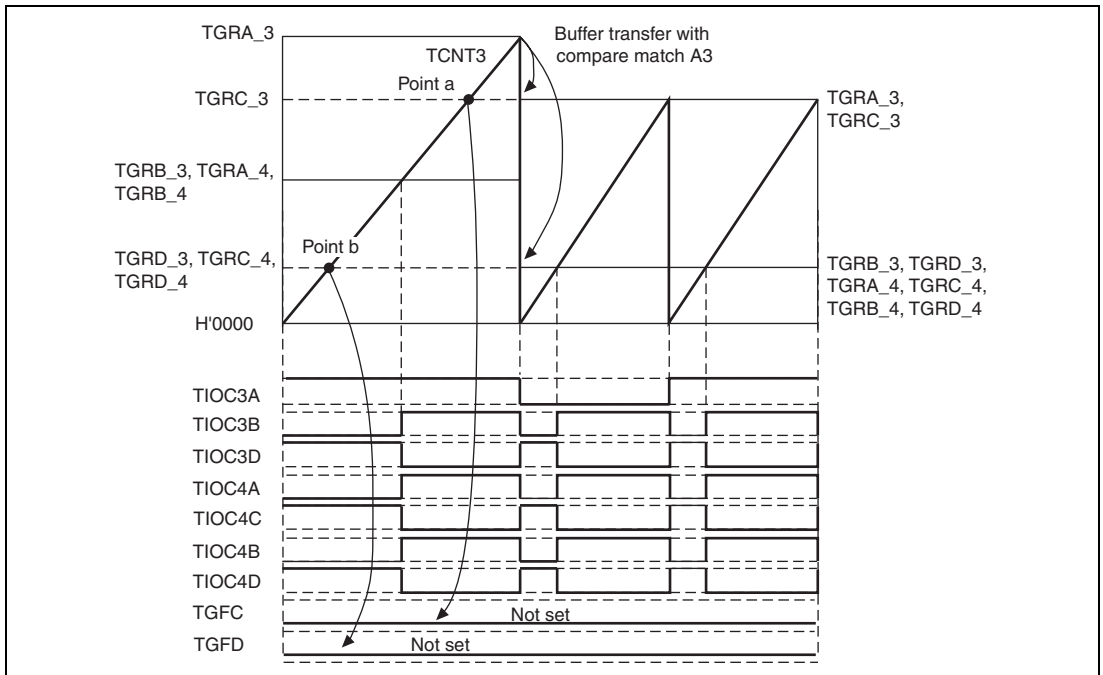 TGRA_3
TCNT3
Buffer transfer with
compare match A3
Point a
TGRC_3
TGRA_3,
TGRC_3
TGRB_3, TGRA_4,
TGRB_4
Point b
TGRD_3, TGRC_4,
TGRD_4
TGRB_3, TGRD_3,
TGRA_4, TGRC_4,
TGRB_4, TGRD_4
H'0000
TIOC3A
TIOC3B
TIOC3D
TIOC4A
TIOC4C
TIOC4B
TIOC4D
TGFC
Not set
TGFD
Not set